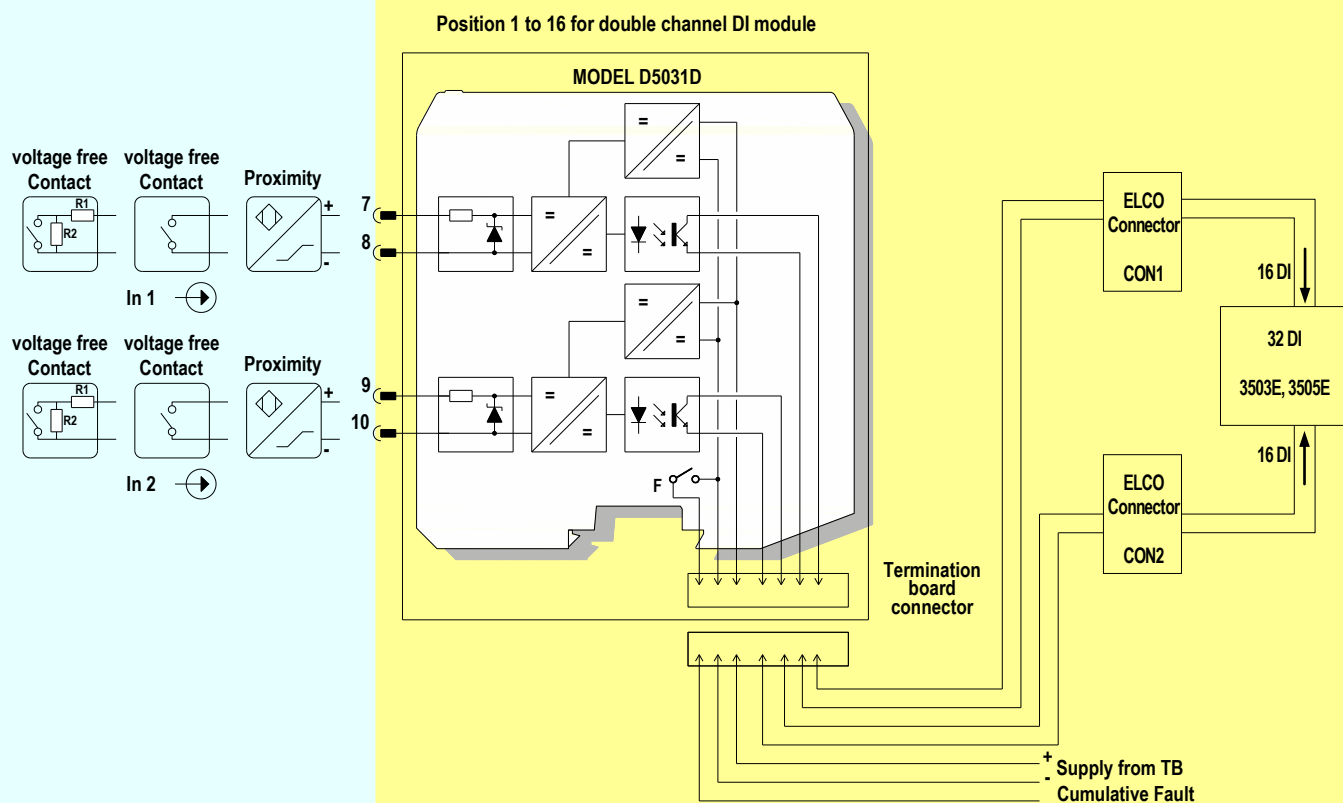 Position 1 to 16 for double channel DI module
MODEL D5031D
=
=
voltage free
Contact
R1
R2
voltage free
Contact
Proximity
+
-
7
8
=
=
In 1
=
=
voltage free
Contact
R1
R2
voltage free
Contact
Proximity
+
-
9
10
=
=
In 2
F
Termination
board
connector
ELCO
Connector
CON1
16 DI
32 DI
3503E, 3505E
16 DI
ELCO
Connector
CON2
+
- Supply from TB
Cumulative Fault